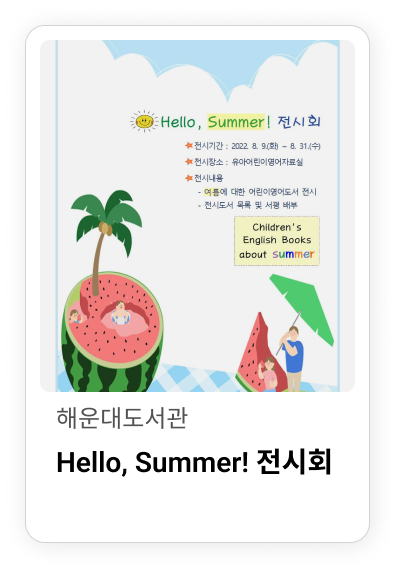 Hello, Summer! 전시회
전시기간 : 2022. 8. 9.(화) ~ 8. 31.(수)
전시장소 : 유아어린이영어자료실
전시내용
- 여름에 대한 어린이영어도서 전시
- 전시도서 목록 및 서평 배부
Children's
English Books
about summer
해운대도서관
Hello, Summer! 전시회